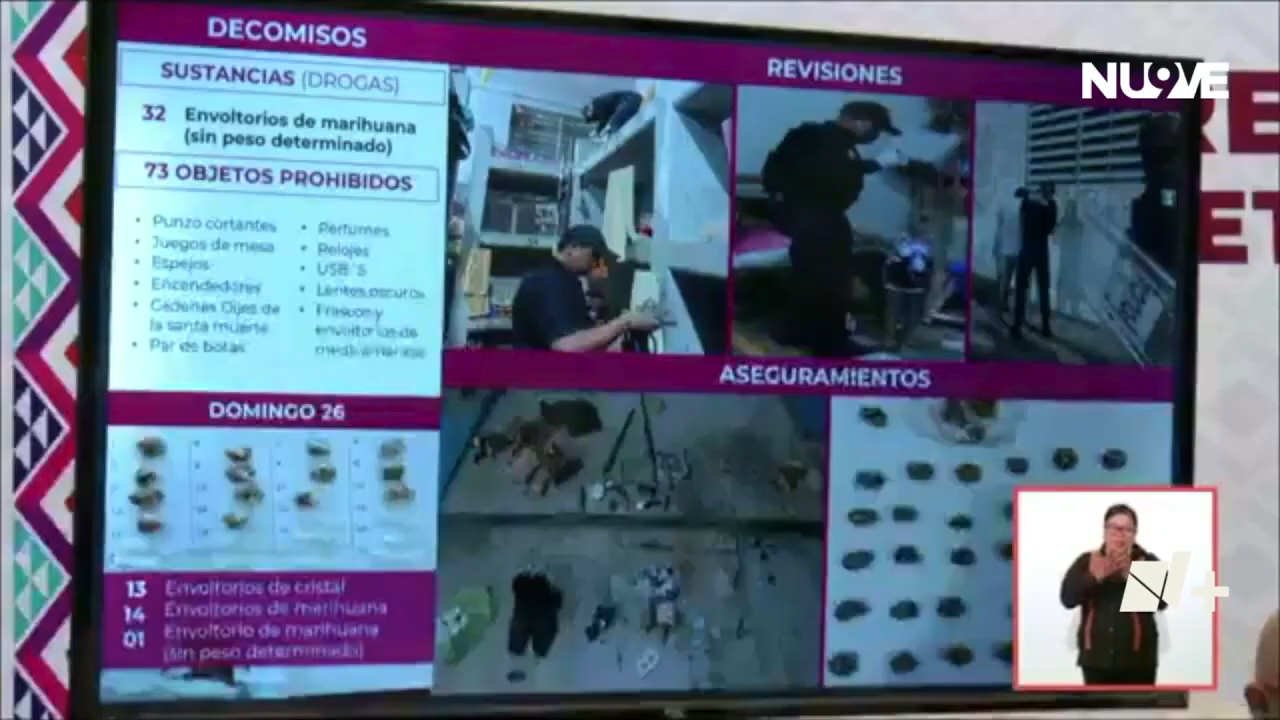 DECOMISOS
SUSTANCIAS (DROGAS)
32 Envoltorios de marihuana
(sin peso determinado)
73 OBJETOS PROHIBIDOS
• Punzo cortantes
• Juegos de mesa
• Espejos
• Encendedores
• Cadenas Dijes de
la santa muerte
• Par de botas
• Perfumes
• Relojes
• USB´S
• Lentes oscuros
• Frascos y
envoltorios de
medicamentos
DOMINGO 26
13 Envoltorios de cristal
14 Envoltorios de marihuana
01 Envoltorio de marihuana
(sin peso determinado)
REVISIONES
ASEGURAMIENTOS
NU9VE
RE
ET
N+